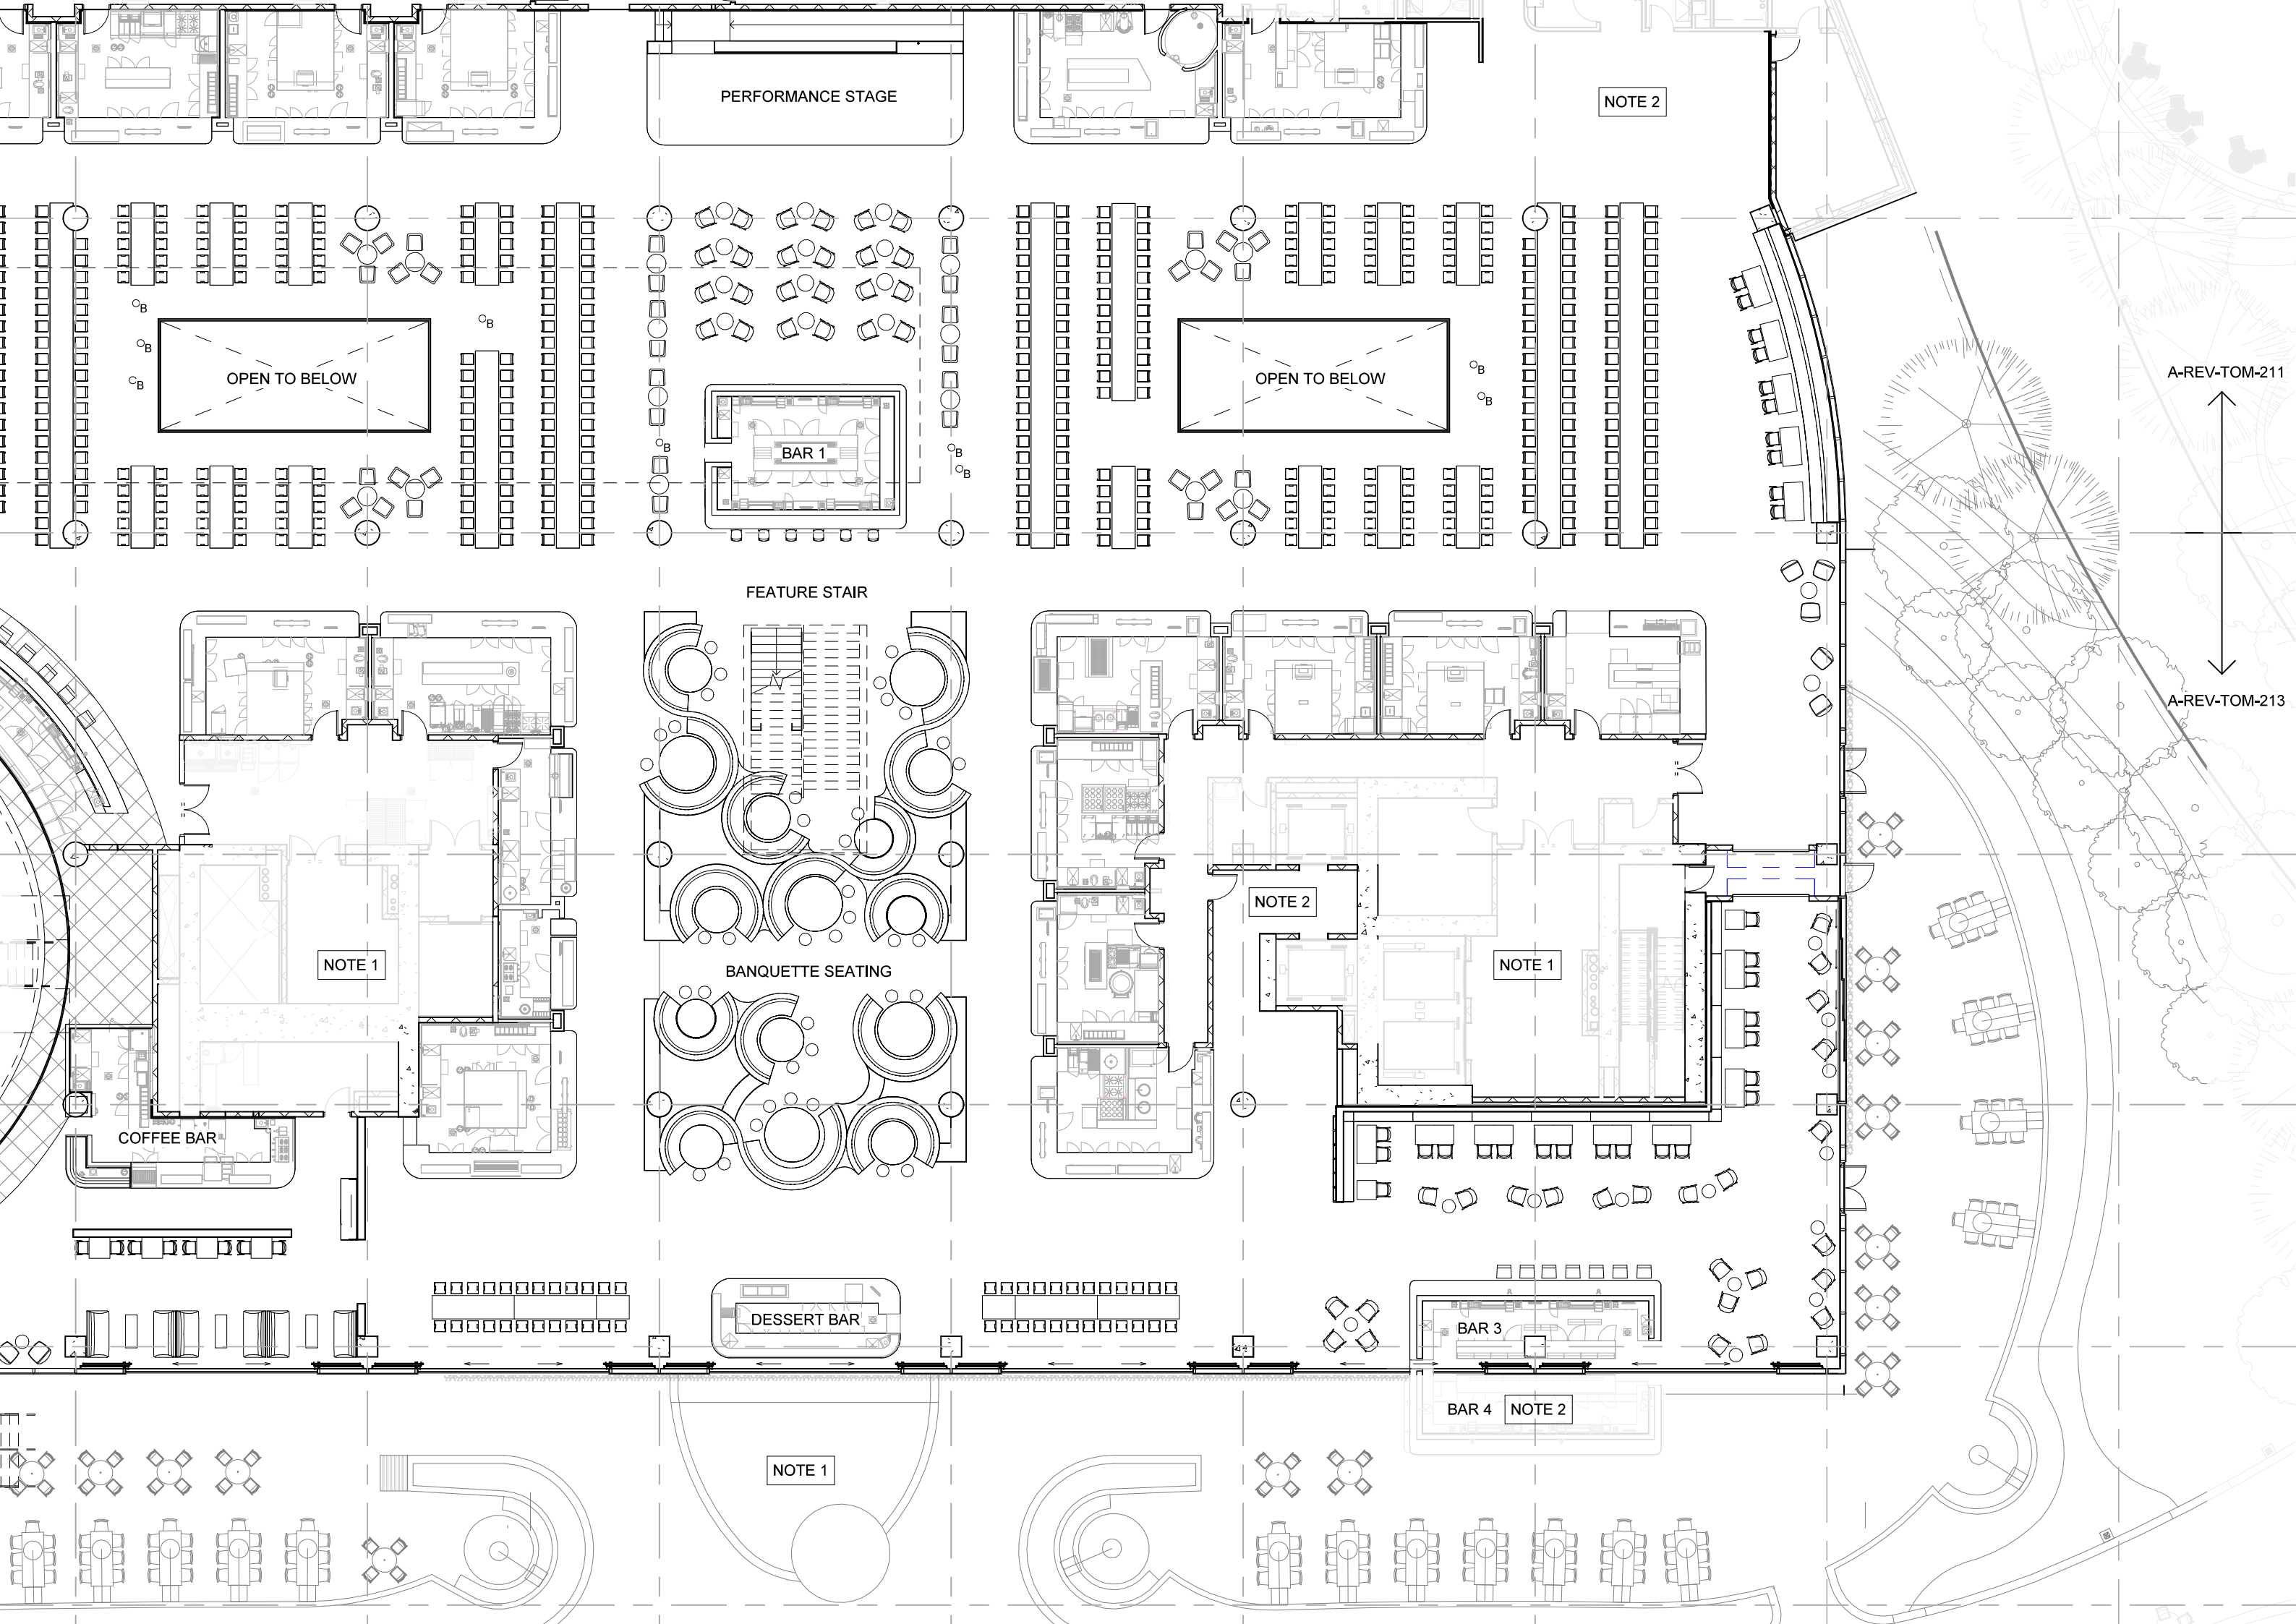 PERFORMANCE STAGE
NOTE 2
B
B
B
B
OPEN TO BELOW
OPEN TO BELOW
B
B
A-REV-TOM-211
B
BAR 1
B
B
FEATURE STAIR
A-REV-TOM-213
NOTE 2
NOTE 1
BANQUETTE SEATING
NOTE 1
COFFEE BAR
DESSERT BAR
BAR 3
BAR 4
NOTE 2
NOTE 1